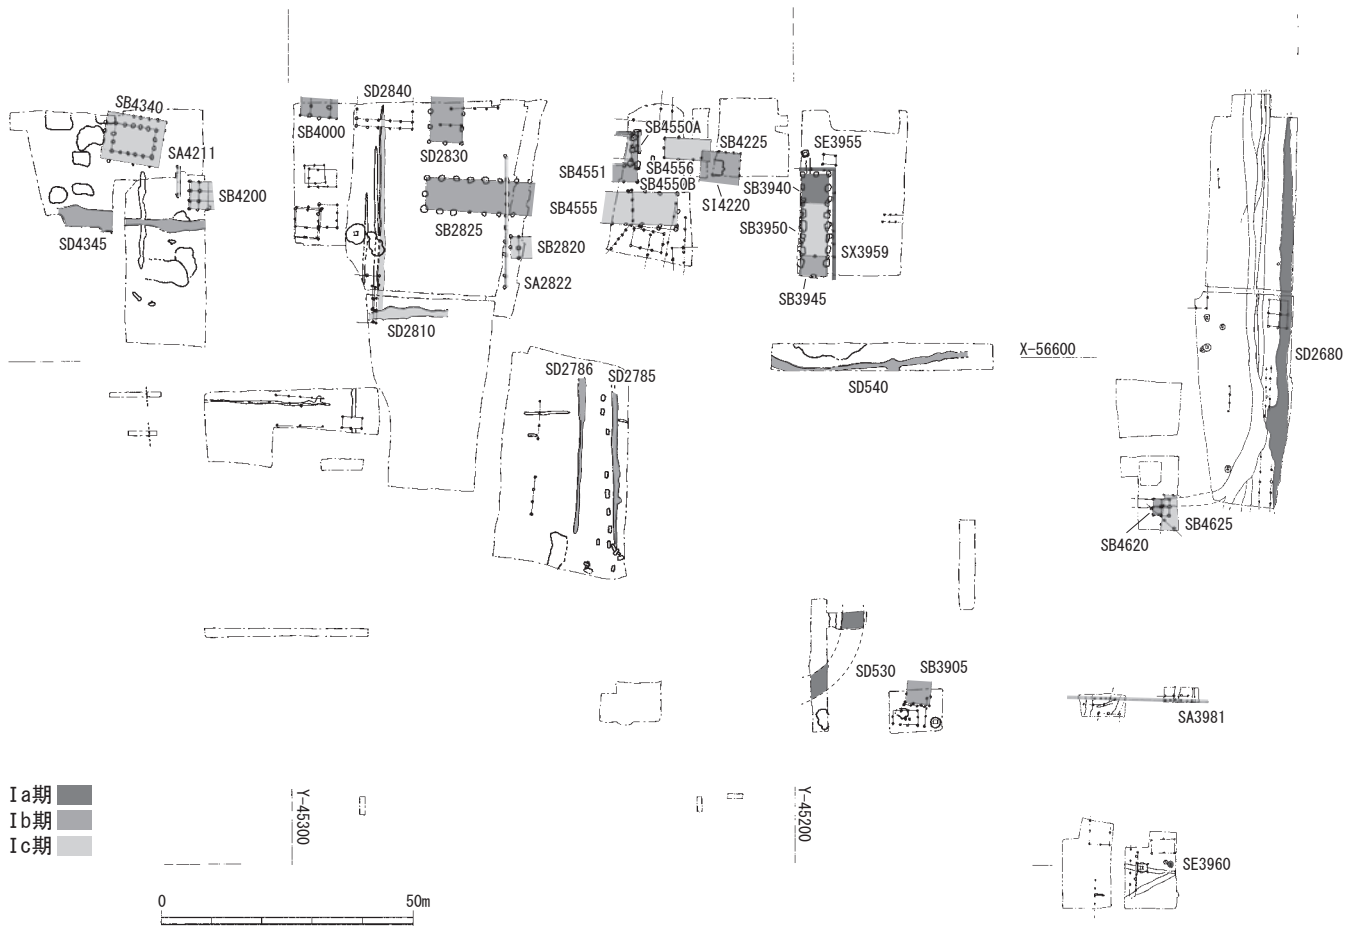 SB4340
SA4211
SB4200
SD4345
SB4000
SD2840
SD2830
SB2825
SB2820
SA2822
SD2810
SB4550A
SB4225
SB4551
SB4556
SB4550B
SB4555
SI4220
SE3955
SB3940
SB3950
SX3959
SB3945
SD540
X-56600
SD2680
SD2786
SD2785
SB4625
SB4620
SD530
SB3905
SA3981
Ⅰa期
Ⅰb期
Ⅰc期
Y-45300
Y-45200
SE3960
0
50m